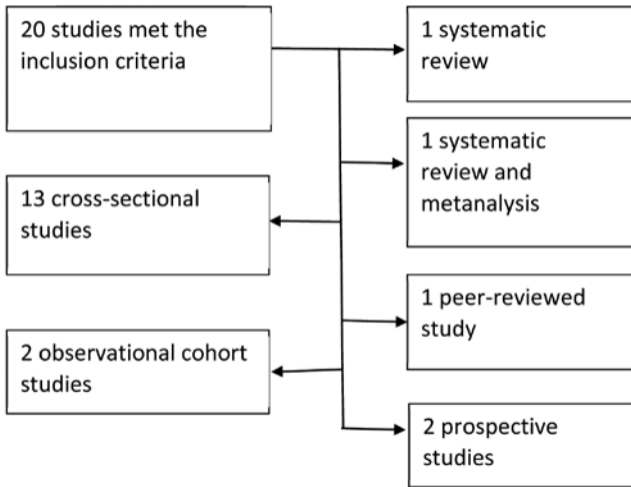 20 studies met the
inclusion criteria
1 systematic
review
1 systematic
review and
metanalysis
13 cross-sectional
studies
1 peer-reviewed
study
2 observational cohort
studies
2 prospective
studies